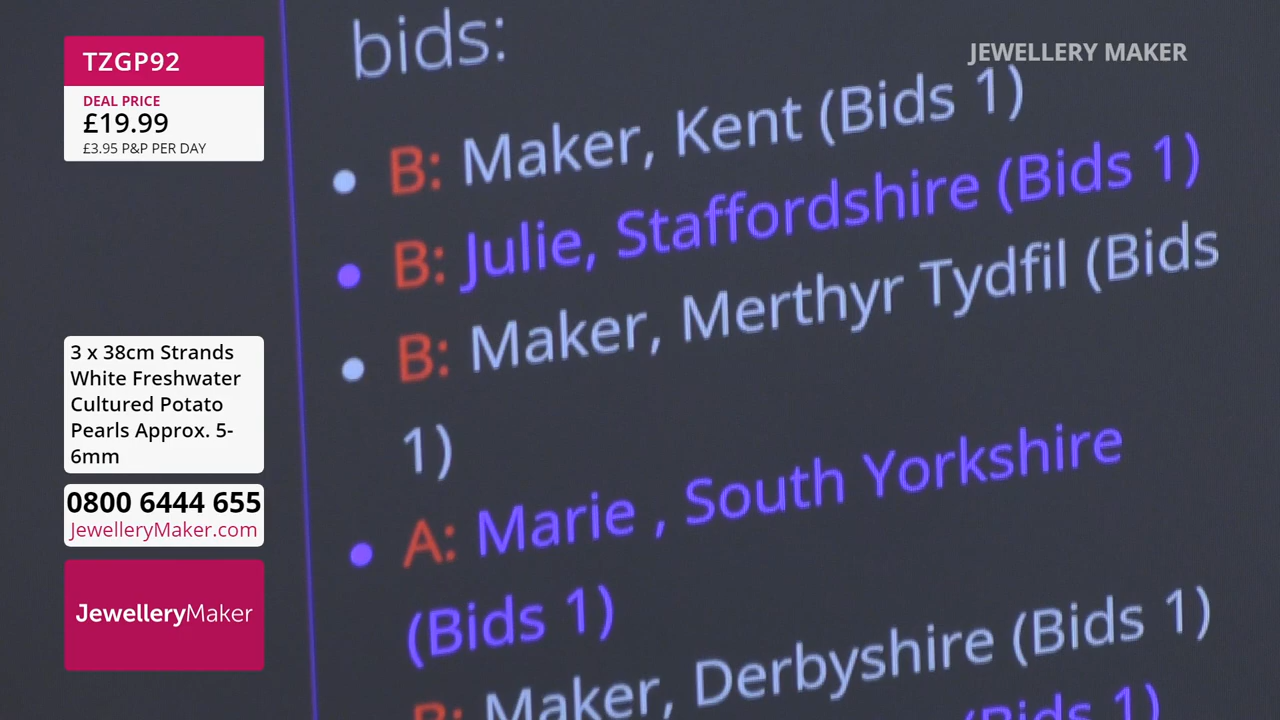 TZGP92
DEAL PRICE
£19.99
£3.95 P&P PER DAY
3 x 38cm Strands
White Freshwater
Cultured Potato
Pearls Approx. 5-
6mm
0800 6444 655
JewelleryMaker.com
JewelleryMaker
JEWELLERY MAKER
bids:
• B: Maker, Kent (Bids 1)
• B: Julie, Staffordshire (Bids 1)
• B: Maker, Merthyr Tydfil (Bids
1)
• A: Marie , South Yorkshire
(Bids 1)
B: Maker, Derbyshire (Bids 1)
(Bids 1)